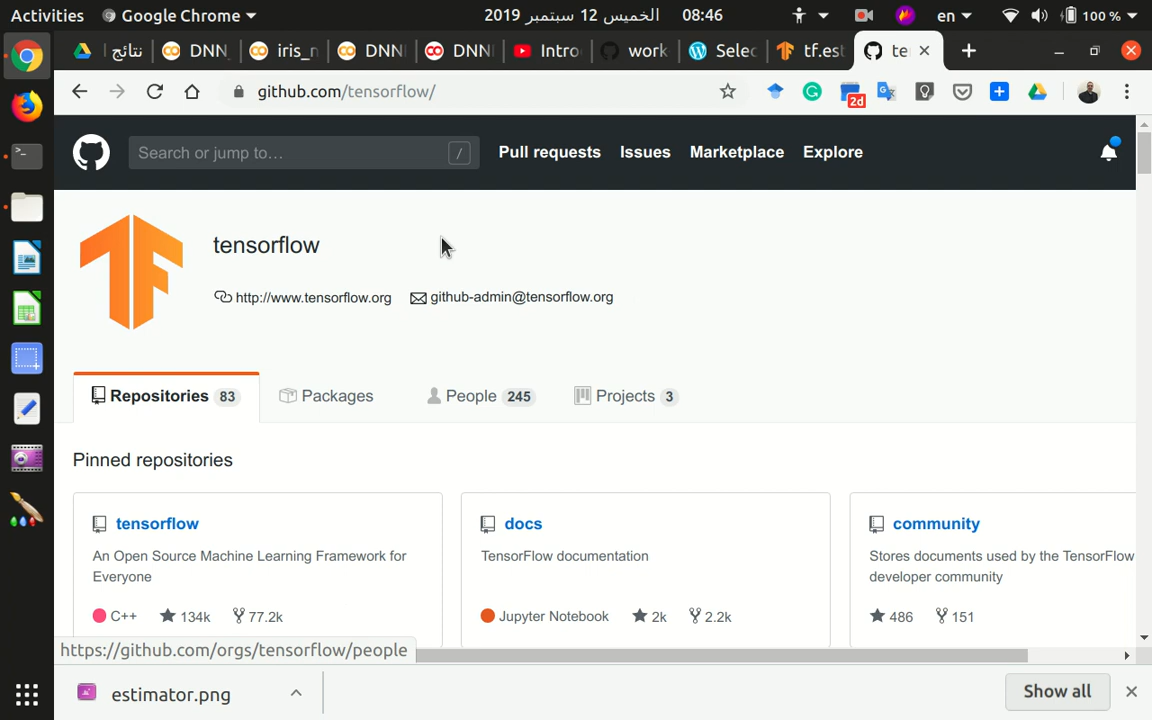 Activities Google Chrome الخميس 12 سبتمبر 2019 08:46 en 100 %
نتائج DNN iris_n DNN DNN Intro work Selec tf.est te
github.com/tensorflow/ 2d
Search or jump to… / Pull requests Issues Marketplace Explore
tensorflow
http://www.tensorflow.org github-admin@tensorflow.org
Repositories 83 Packages People 245 Projects 3
Pinned repositories
tensorflow docs community
An Open Source Machine Learning Framework for TensorFlow documentation Stores documents used by the TensorFlow
Everyone developer community
C++ 134k 77.2k Jupyter Notebook 2k 2.2k 486 151
https://github.com/orgs/tensorflow/people
estimator.png Show all